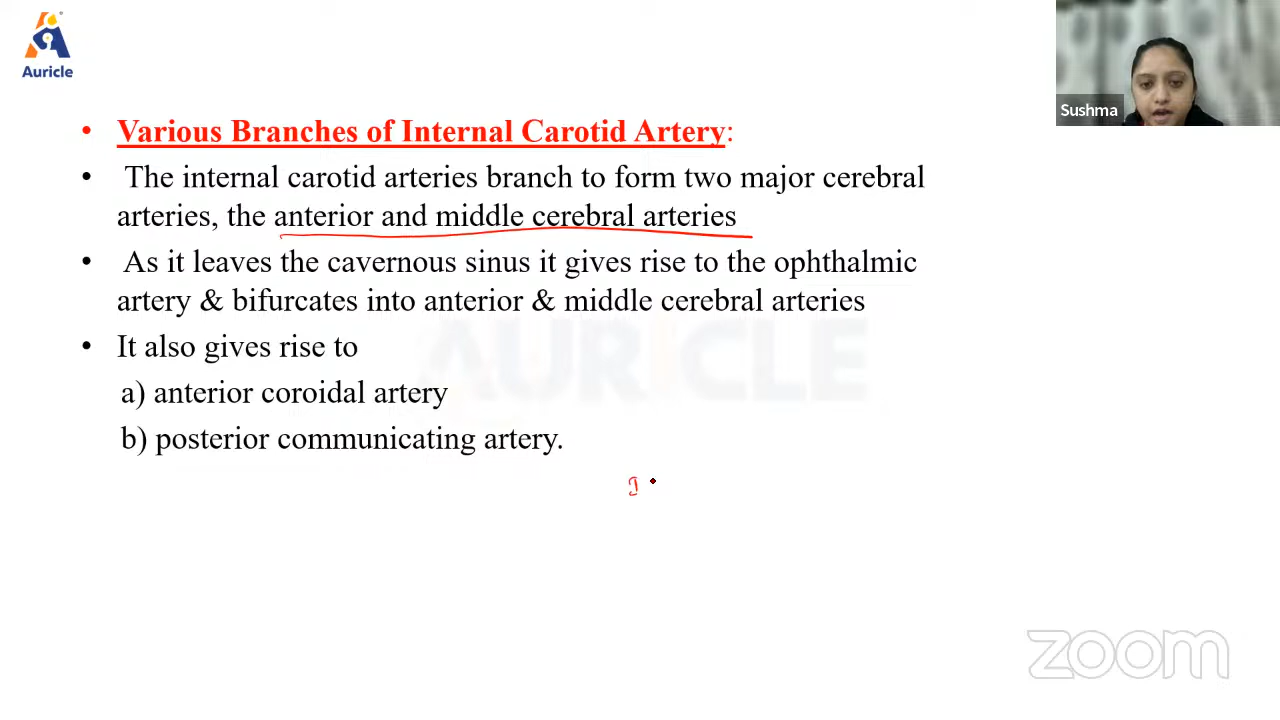 Auricle
Sushma
• Various Branches of Internal Carotid Artery:
• The internal carotid arteries branch to form two major cerebral
arteries, the anterior and middle cerebral arteries
• As it leaves the cavernous sinus it gives rise to the ophthalmic
artery & bifurcates into anterior & middle cerebral arteries
• It also gives rise to
a) anterior coroidal artery
b) posterior communicating artery.
AURICLE
I
zoom